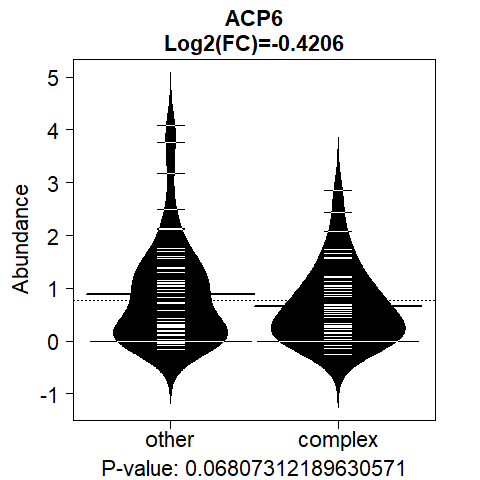 ACP6
Log2(FC)=-0.4206
Abundance
5
4
3
2
1
0
-1
other complex
P-value: 0.06807312189630571